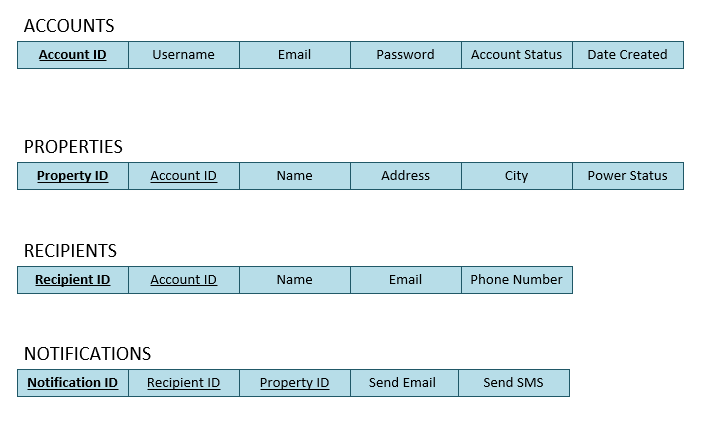 ACCOUNTS
Account ID Username Email Password Account Status Date Created
PROPERTIES
Property ID Account ID Name Address City Power Status
RECIPIENTS
Recipient ID Account ID Name Email Phone Number
NOTIFICATIONS
Notification ID Recipient ID Property ID Send Email Send SMS